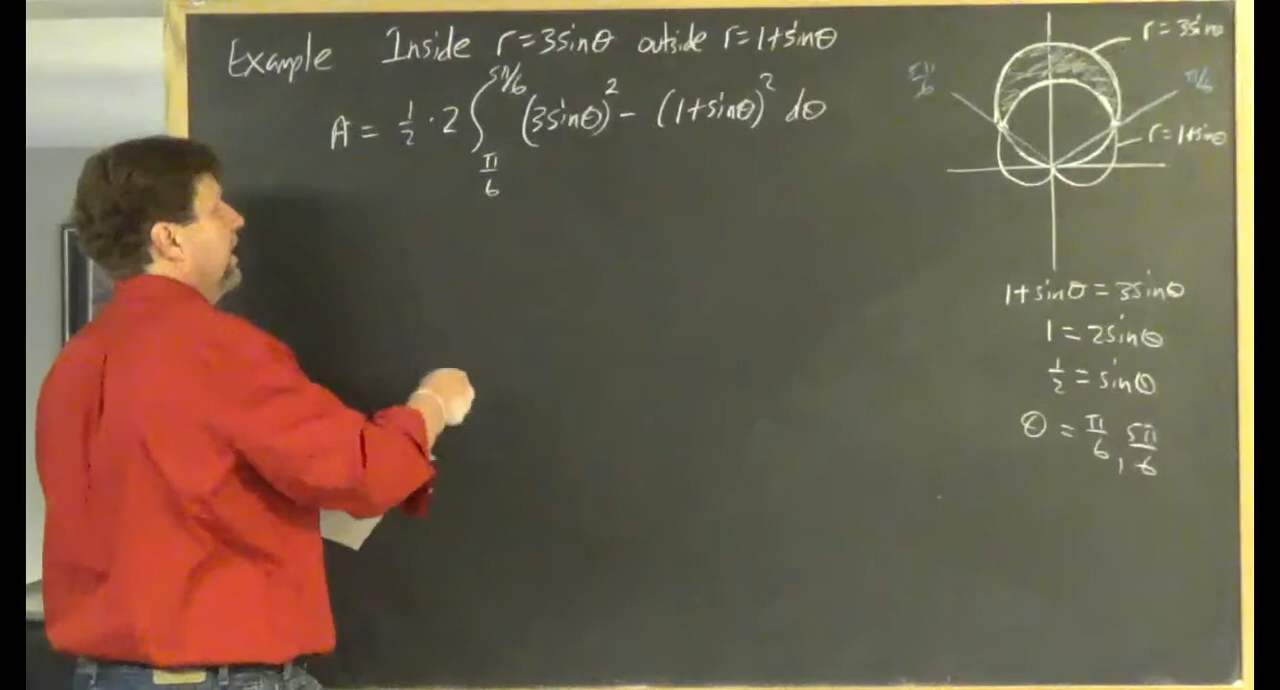 Example Inside r=3sinθ outside r=1+sinθ
A = 1/2 · 2 ∫_{π/6}^{5π/6} (3sinθ)² - (1+sinθ)² dθ
r=3sinθ
5π/6
π/6
r=1+sinθ
1+sinθ = 3sinθ
1 = 2sinθ
1/2 = sinθ
θ = π/6, 5π/6